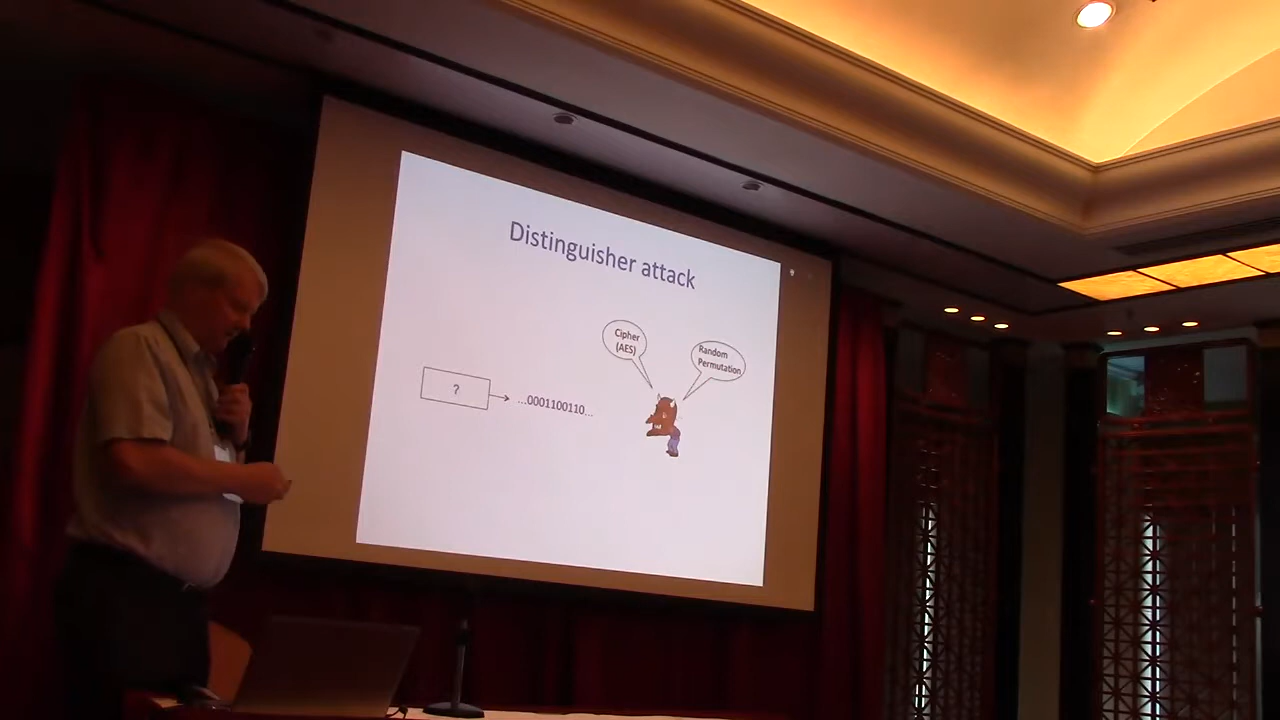 Distinguisher attack
Cipher
(AES)
Random
Permutation
?
...0001100110...